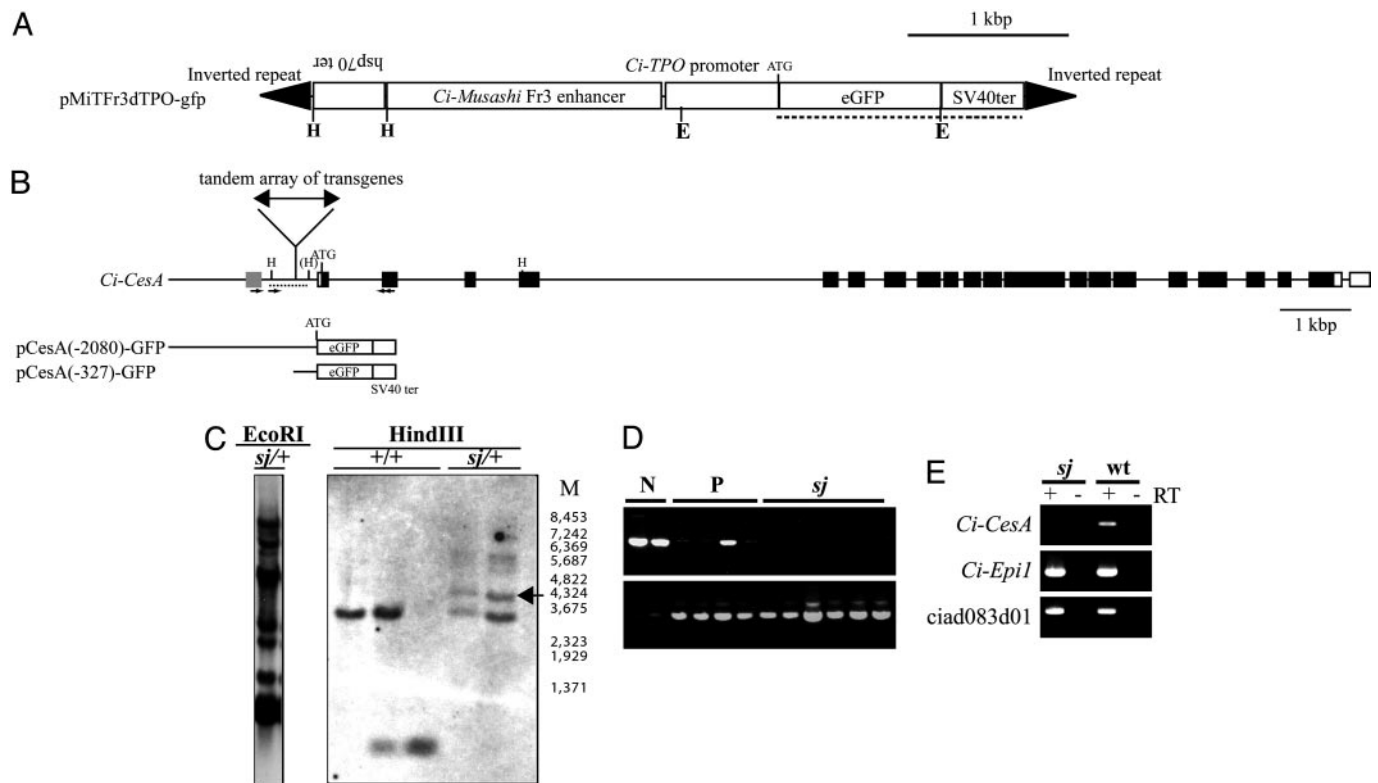 A
1 kbp
hsp70 ter
Ci-TPO promoter
ATG
Inverted repeat
Inverted repeat
pMiTFr3dTPO-gfp
Ci-Musashi Fr3 enhancer
eGFP
SV40ter
H
H
E
E
B
tandem array of transgenes
H
(H)
ATG
H
Ci-CesA
1 kbp
ATG
pCesA(-2080)-GFP
eGFP
pCesA(-327)-GFP
eGFP
SV40 ter
C
EcoRI
HindIII
sj/+
+/+
sj/+
M
8,453
7,242
6,369
5,687
4,822
4,324
3,675
2,323
1,929
1,371
D
N
P
sj
E
sj
wt
+ - + - RT
Ci-CesA
Ci-Epi1
ciad083d01